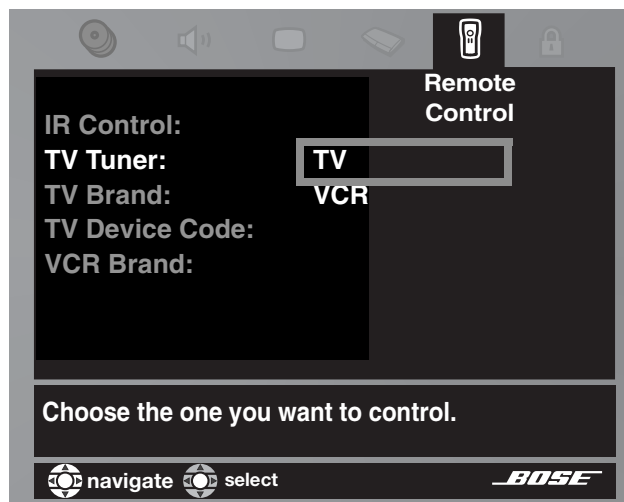 Remote
Control
IR Control:
TV Tuner: TV
TV Brand: VCR
TV Device Code:
VCR Brand:
Choose the one you want to control.
navigate select BOSE